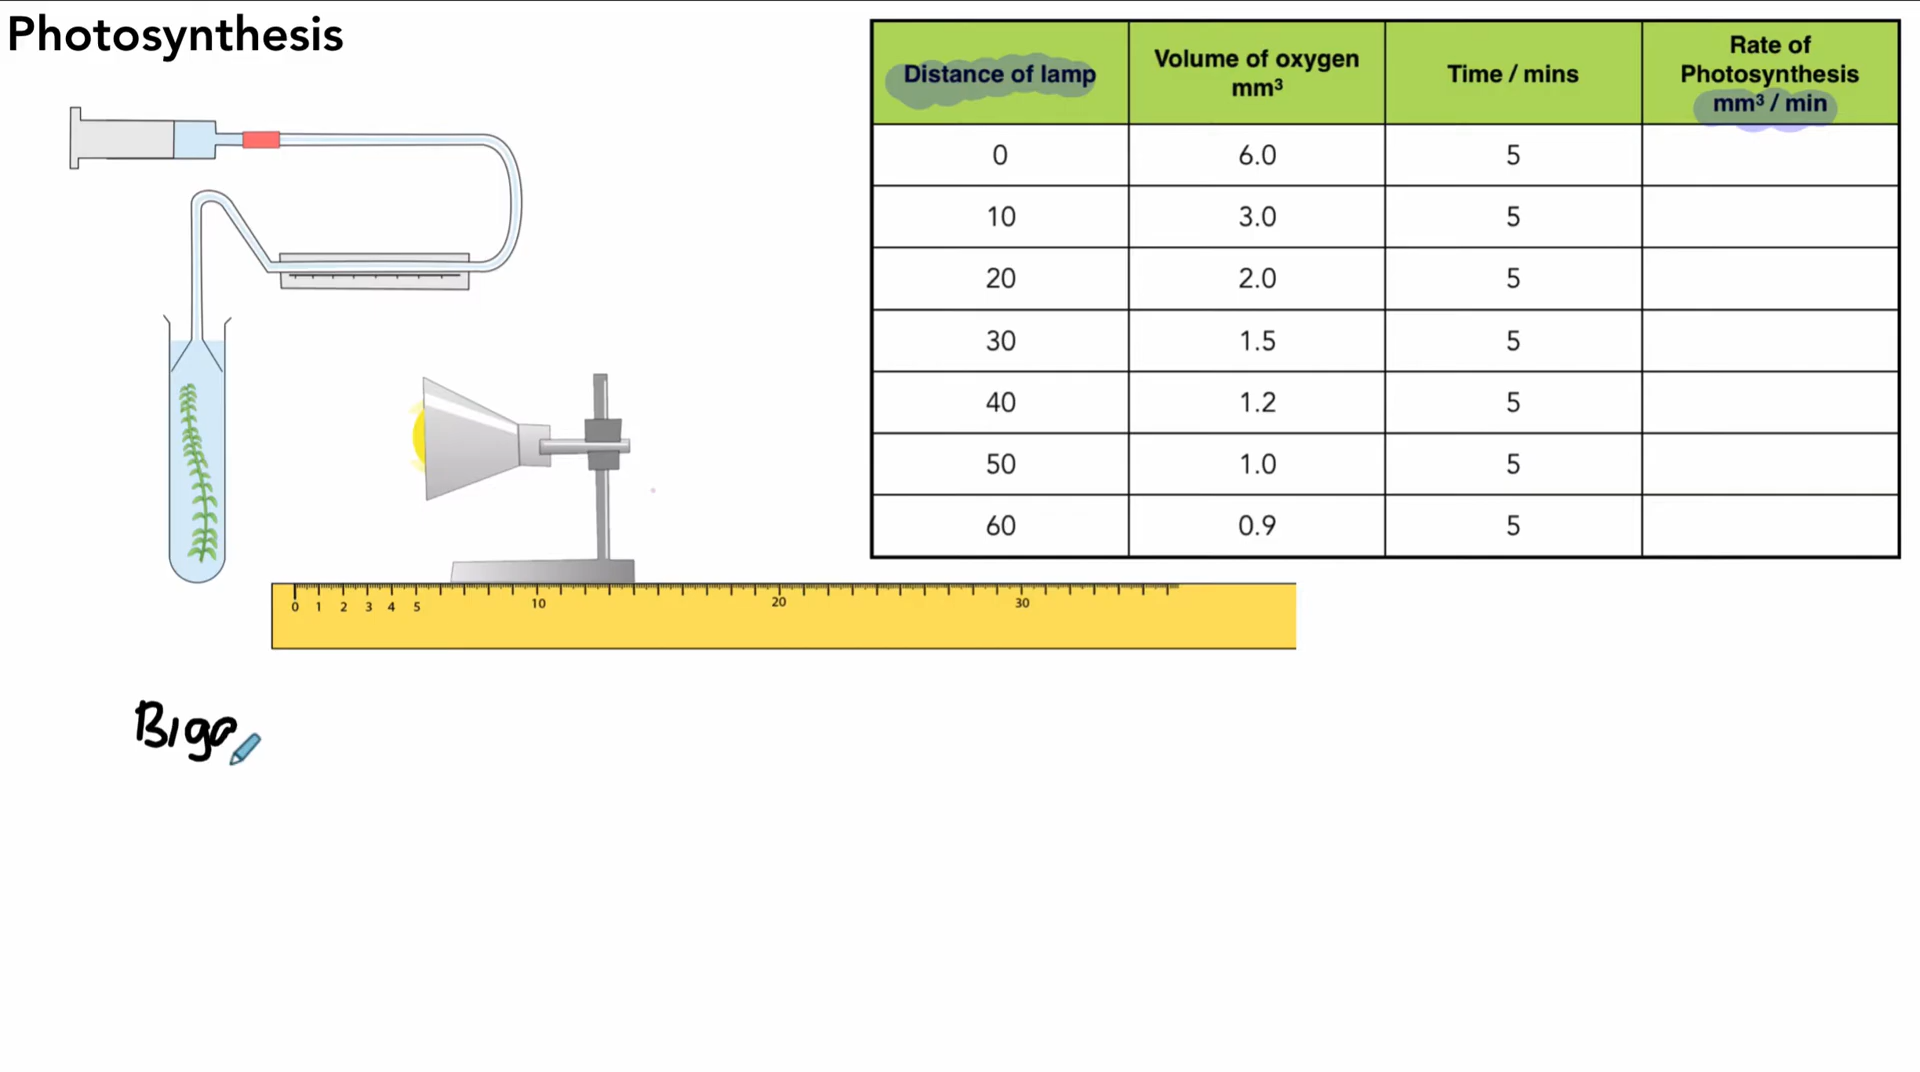 Photosynthesis
Distance of lamp
Volume of oxygen
mm³
Time / mins
Rate of
Photosynthesis
mm³ / min
0 6.0 5
10 3.0 5
20 2.0 5
30 1.5 5
40 1.2 5
50 1.0 5
60 0.9 5
0 1 2 3 4 5 10 20 30